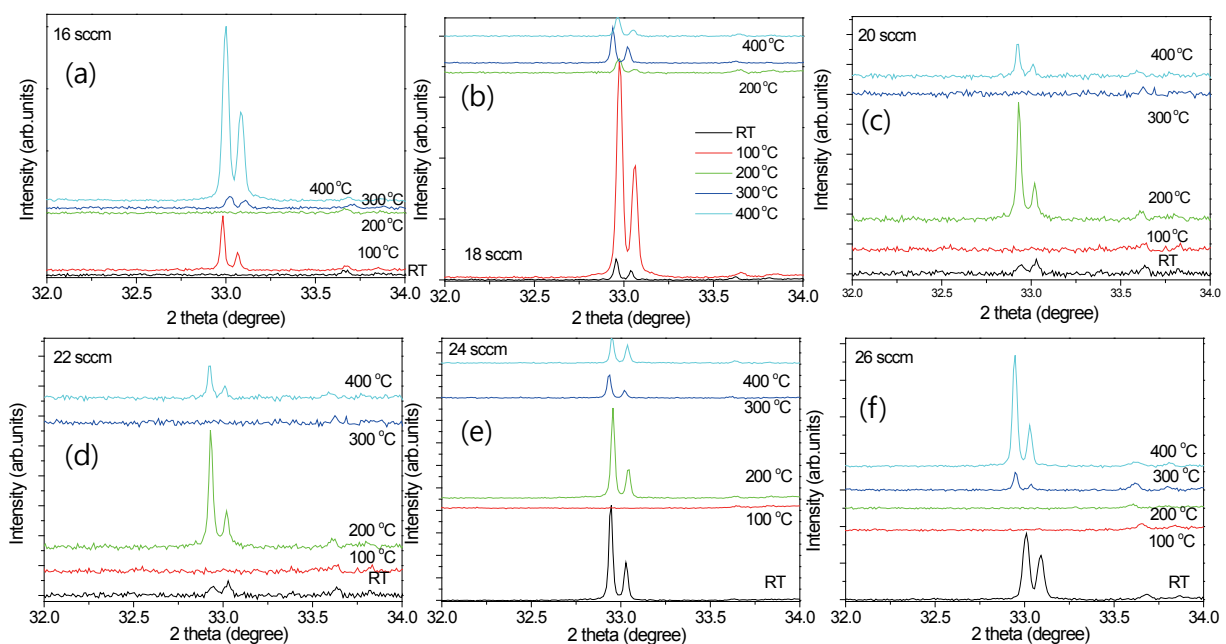 16 sccm
(a)
400 °C
300 °C
200 °C
100 °C
RT
Intensity (arb.units)
32.0 32.5 33.0 33.5 34.0
2 theta (degree)
400 °C
(b)
200 °C
RT
100 °C
200 °C
300 °C
400 °C
18 sccm
Intensity (arb.units)
32.0 32.5 33.0 33.5 34.0
2 theta (degree)
20 sccm
400 °C
(c)
300 °C
200 °C
100 °C
RT
Intensity (arb.units)
32.0 32.5 33.0 33.5 34.0
2 theta (degree)
22 sccm
400 °C
300 °C
(d)
200 °C
100 °C
RT
Intensity (arb.units)
32.0 32.5 33.0 33.5 34.0
2 theta (degree)
24 sccm
400 °C
300 °C
(e)
200 °C
100 °C
RT
Intensity (arb.units)
32.0 32.5 33.0 33.5 34.0
2 theta (degree)
26 sccm
(f)
400 °C
300 °C
200 °C
100 °C
RT
Intensity (arb.units)
32.0 32.5 33.0 33.5 34.0
2 theta (degree)